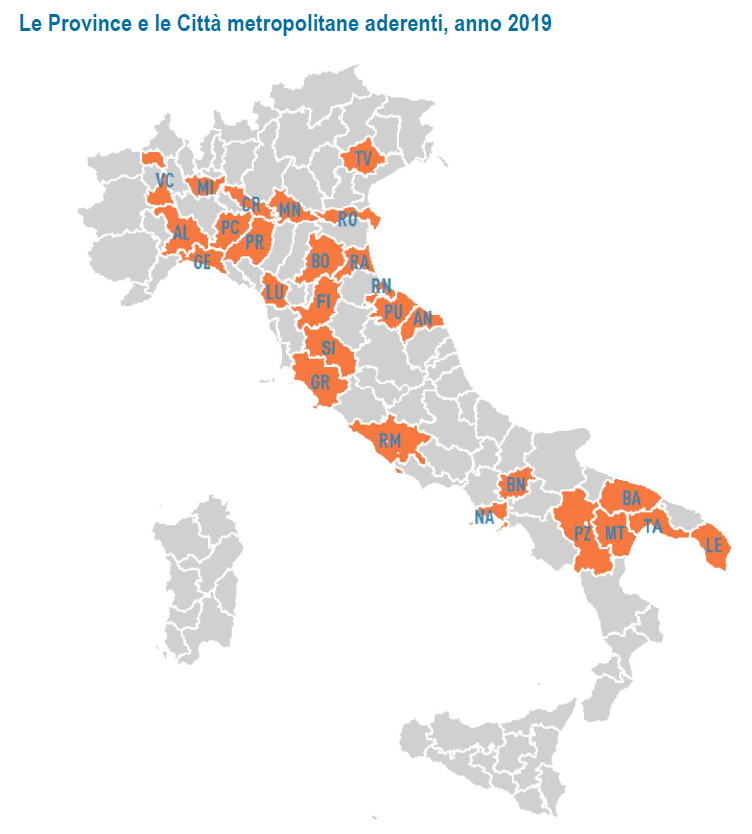 Le Province e le Città metropolitane aderenti, anno 2019
TV
VC
MI
CR
MN
RO
AL
PC
PR
GE
BO
RA
LU
FI
RN
PU
AN
SI
GR
RM
BN
NA
BA
PZ
MT
TA
LE